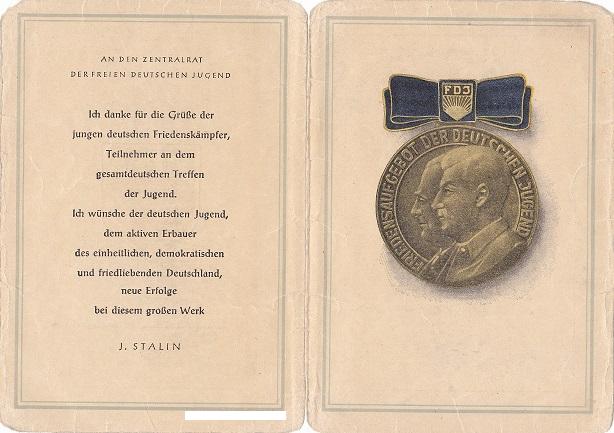 AN DEN ZENTRALRAT
DER FREIEN DEUTSCHEN JUGEND
Ich danke für die Grüße der
jungen deutschen Friedenskämpfer,
Teilnehmer an dem
gesamtdeutschen Treffen
der Jugend.
Ich wünsche der deutschen Jugend,
dem aktiven Erbauer
des einheitlichen, demokratischen
und friedliebenden Deutschland,
neue Erfolge
bei diesem großen Werk
J. STALIN
FDJ
FRIEDENSAUFGEBOT DER DEUTSCHEN JUGEND